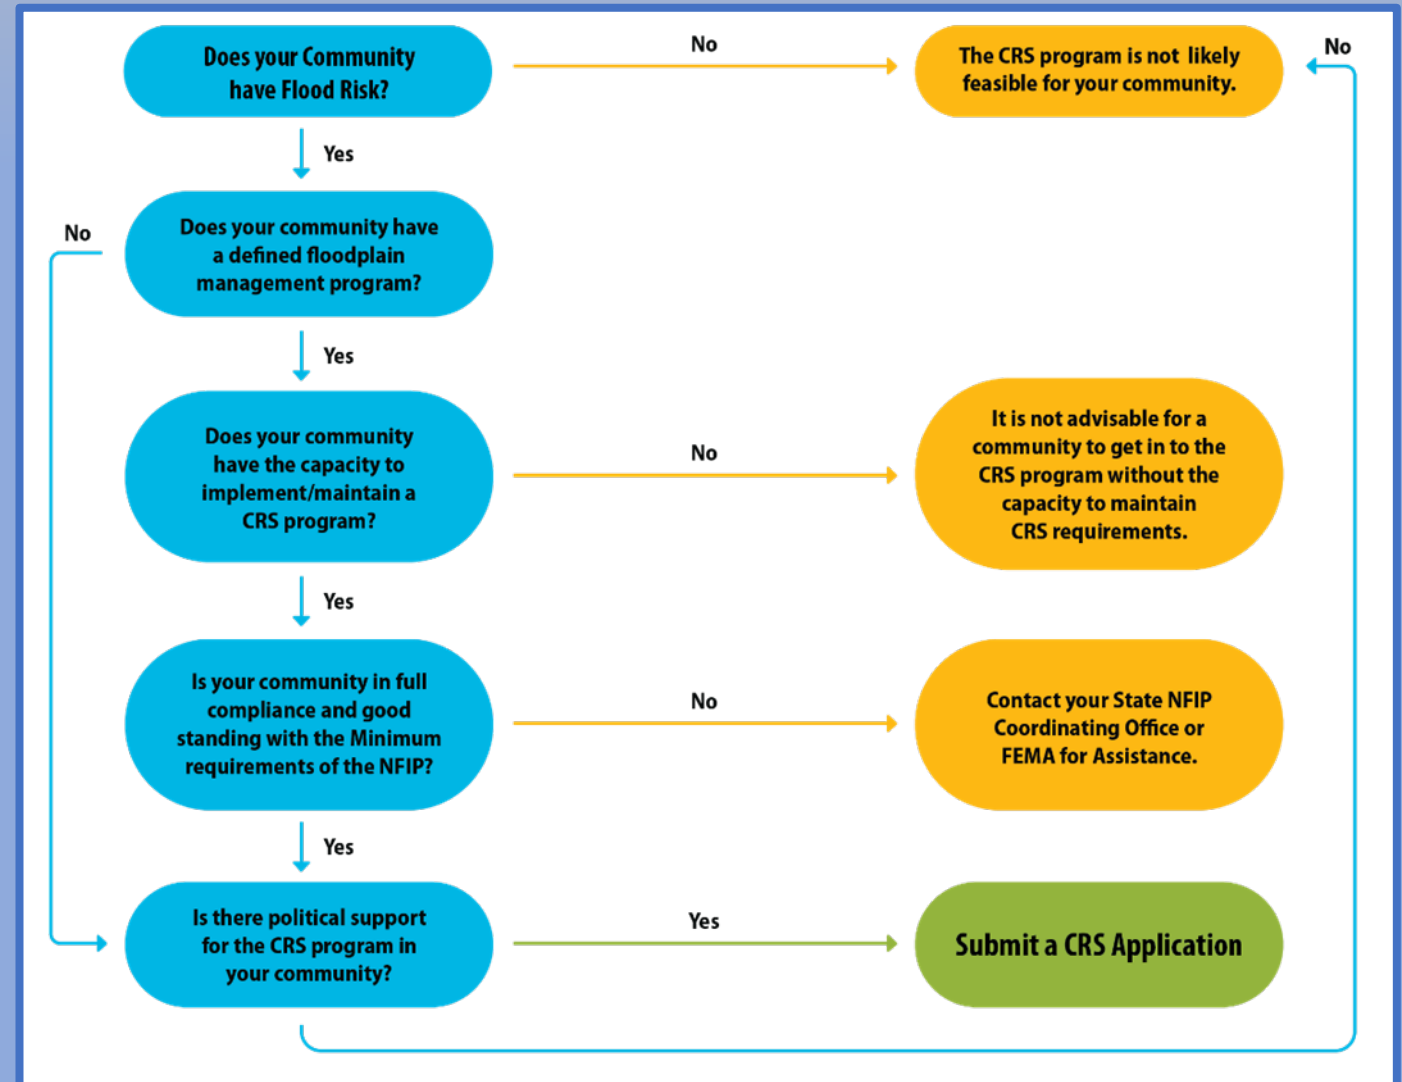 Does your Community
have Flood Risk?
No
The CRS program is not likely
feasible for your community.
No
Yes
No
Does your community have
a defined floodplain
management program?
Yes
Does your community
have the capacity to
implement/maintain a
CRS program?
No
It is not advisable for a
community to get in to the
CRS program without the
capacity to maintain
CRS requirements.
Yes
Is your community in full
compliance and good
standing with the Minimum
requirements of the NFIP?
No
Contact your State NFIP
Coordinating Office or
FEMA for Assistance.
Yes
Is there political support
for the CRS program in
your community?
Yes
Submit a CRS Application